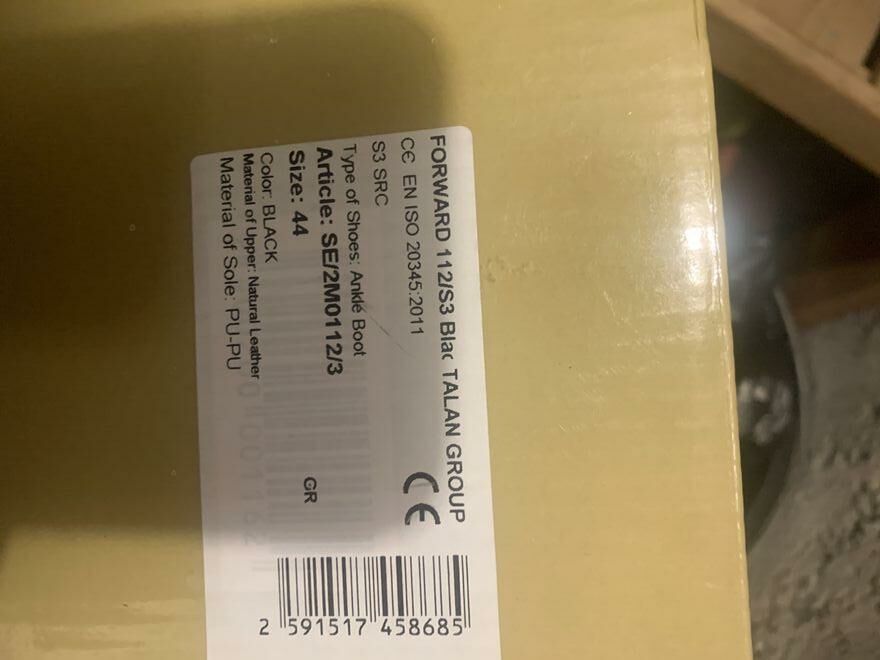 FORWARD 112/S3 Blac TALAN GROUP
CE EN ISO 20345:2011
S3 SRC
CE
Type of Shoes: Ankle Boot
Article: SE/2M0112/3
Size: 44
GR
Color: BLACK
Material of Upper: Natural Leather
Material of Sole: PU-PU
2 591517 458685